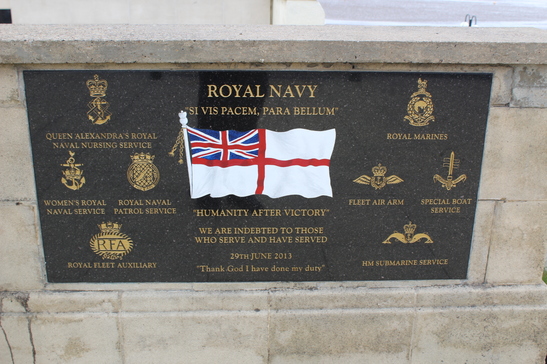 ROYAL NAVY
"SI VIS PACEM, PARA BELLUM"
QUEEN ALEXANDRA'S ROYAL
NAVAL NURSING SERVICE
ROYAL MARINES
WOMEN'S ROYAL
NAVAL SERVICE
ROYAL NAVAL
PATROL SERVICE
FLEET AIR ARM
SPECIAL BOAT
SERVICE
"HUMANITY AFTER VICTORY"
WE ARE INDEBTED TO THOSE
WHO SERVE AND HAVE SERVED
RFA
ROYAL FLEET AUXILIARY
29TH JUNE 2013
"Thank God I have done my duty"
HM SUBMARINE SERVICE